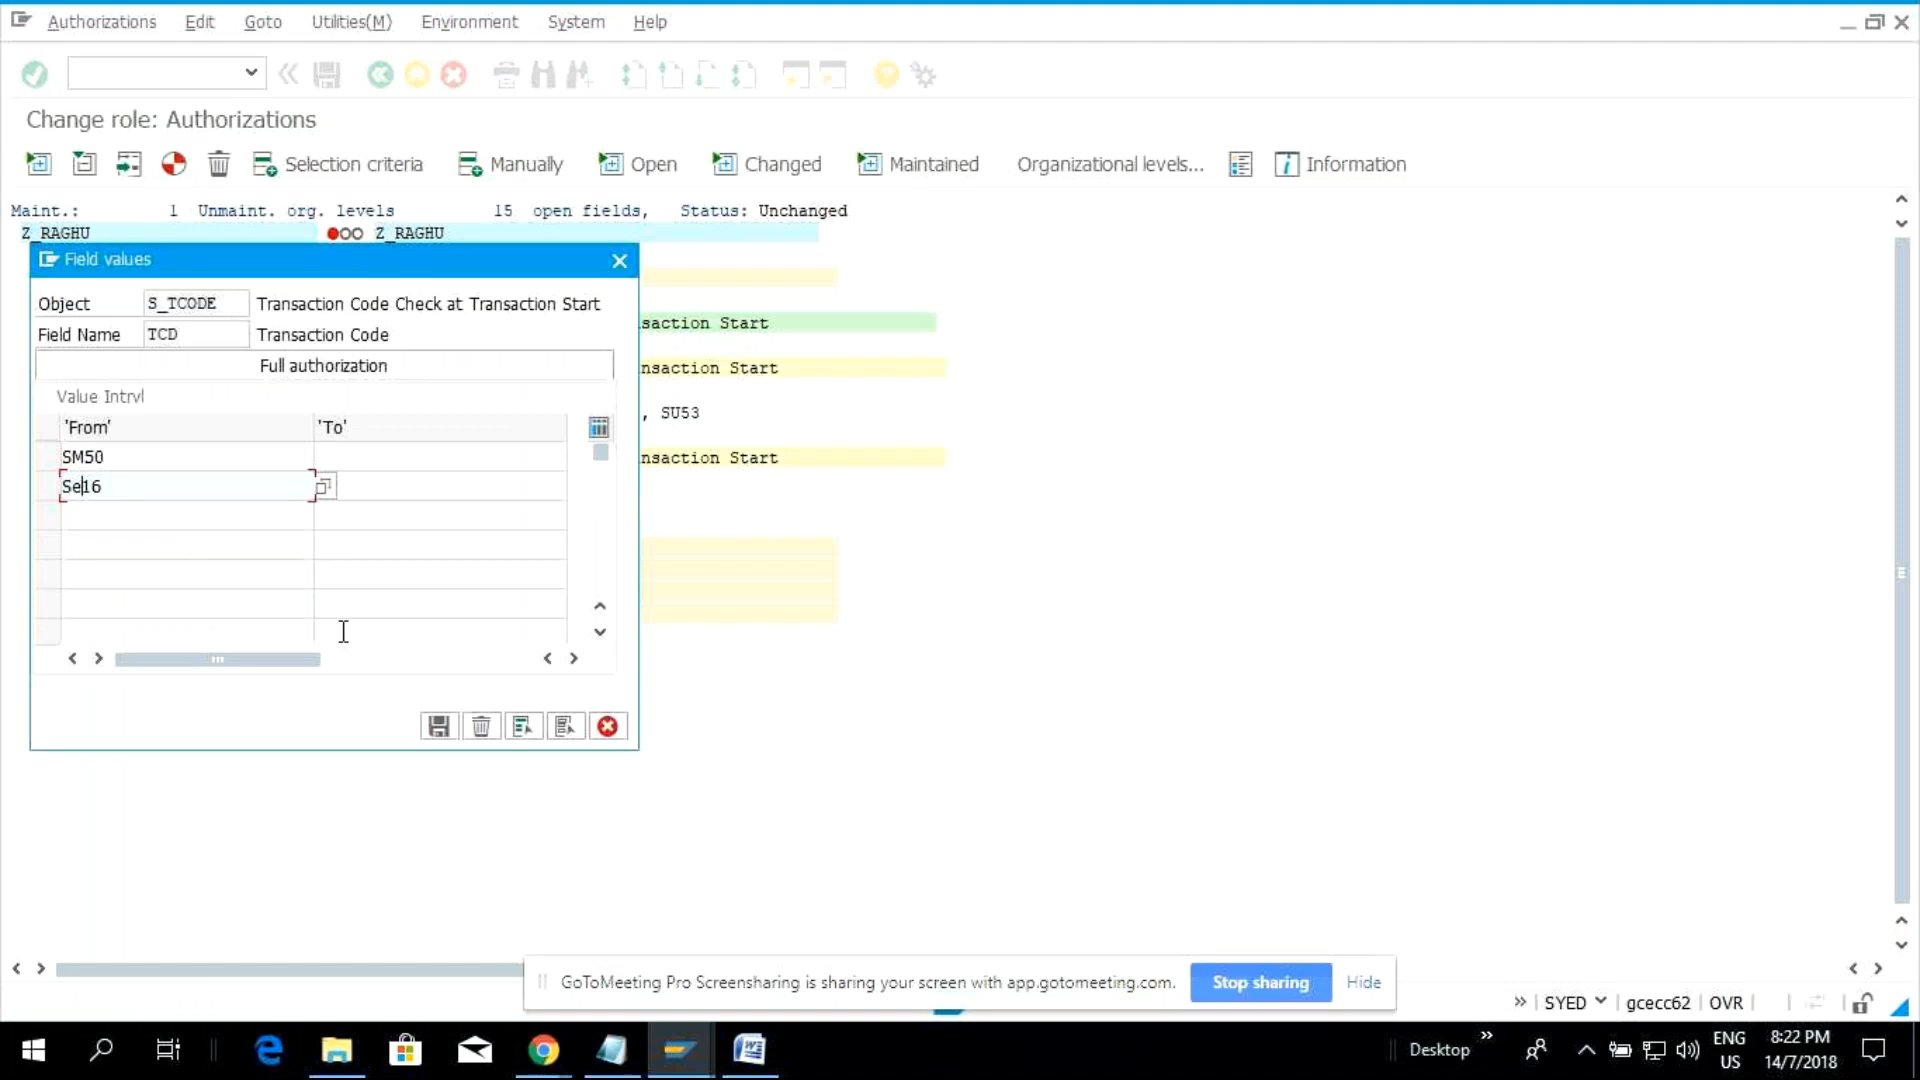 Authorizations Edit Goto Utilities(M) Environment System Help
Change role: Authorizations
Selection criteria Manually Open Changed Maintained Organizational levels... Information
Maint.: 1 Unmaint. org. levels 15 open fields, Status: Unchanged
Z_RAGHU Z_RAGHU
Field values
Object S_TCODE Transaction Code Check at Transaction Start
saction Start
Field Name TCD Transaction Code
Full authorization
nsaction Start
Value Intrvl
, SU53
'From' 'To'
SM50
nsaction Start
Se16
GoToMeeting Pro Screensharing is sharing your screen with app.gotomeeting.com. Stop sharing Hide
SYED gcecc62 OVR
Desktop
ENG
US
8:22 PM
14/7/2018